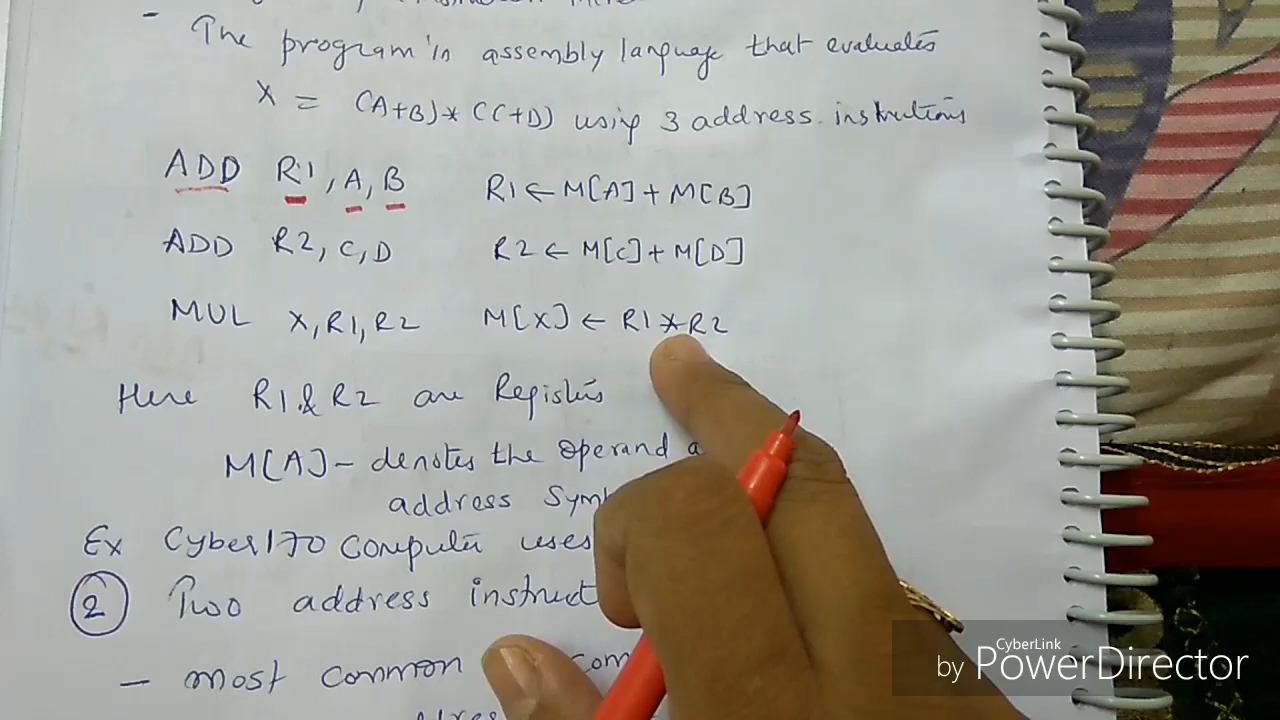 - The program in assembly language that evaluates
X = (A+B)* C(+D) using 3 address instructions
ADD R1, A, B R1 ← M[A] + M[B]
ADD R2, C, D R2 ← M[C] + M[D]
MUL X, R1, R2 M[X] ← R1 * R2
Here R1 & R2 are Registers
M[A] - denotes the operand a
address Symb
Ex Cyber170 Computer uses
2 Two address instruct
- most common com
CyberLink
by PowerDirector